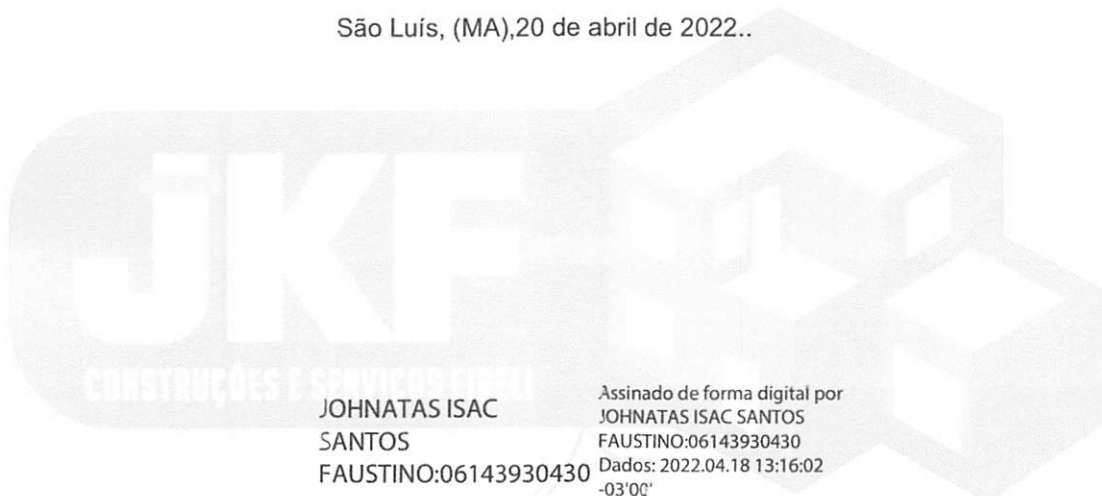 São Luís, (MA),20 de abril de 2022..
JKF
CONSTRUÇÕES E SERVIÇOS EIRELI
JOHNATAS ISAC
SANTOS
FAUSTINO:06143930430
Assinado de forma digital por
JOHNATAS ISAC SANTOS
FAUSTINO:06143930430
Dados: 2022.04.18 13:16:02
-03'00'